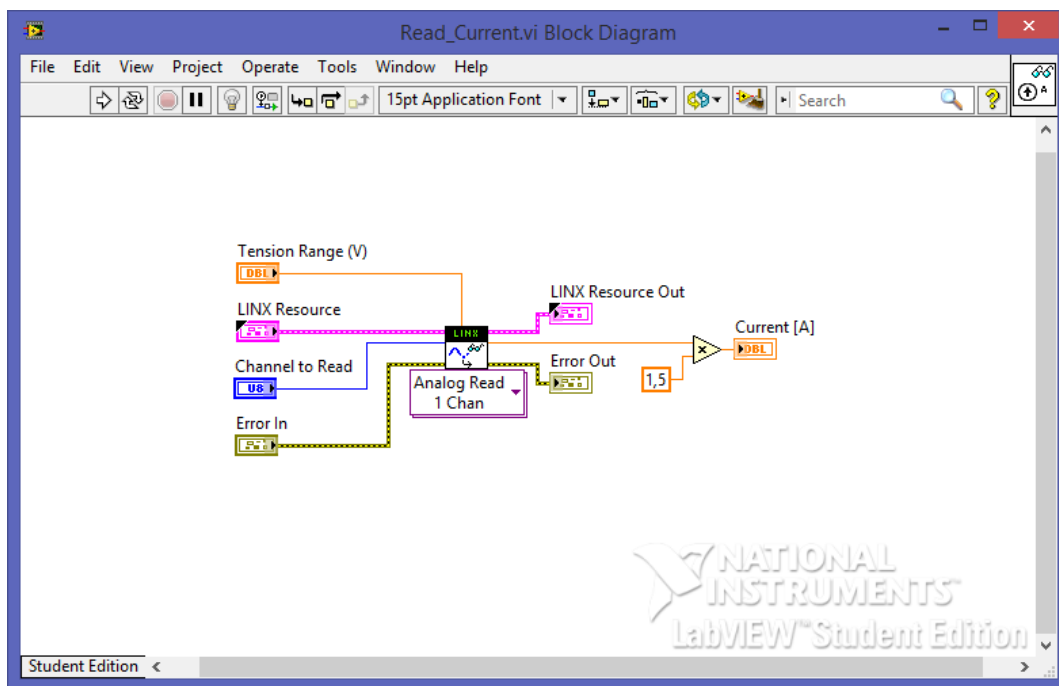 Read_Current.vi Block Diagram
File Edit View Project Operate Tools Window Help
15pt Application Font
Search
A
Tension Range (V)
DBL
LINX Resource
LINX Resource Out
LINX
Current [A]
DBL
Channel to Read
U8
Error Out
Analog Read
1 Chan
1,5
Error In
NATIONAL
INSTRUMENTS™
LabVIEW™ Student Edition
Student Edition